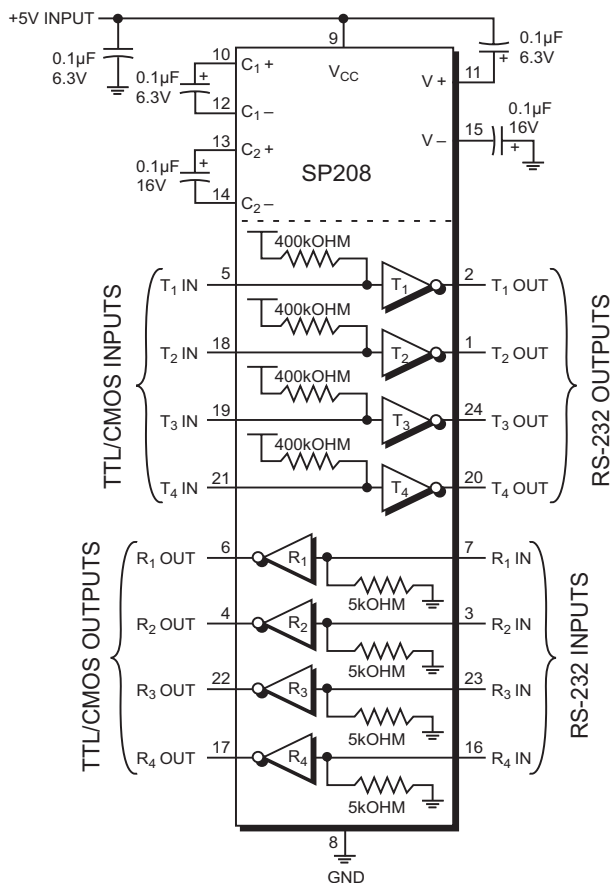 +5V INPUT
0.1µF
6.3V
0.1µF
6.3V
10
C1 +
12
C1 –
13
C2 +
0.1µF
16V
14
C2 –
9
VCC
V +
11
0.1µF
6.3V
+
V –
15
0.1µF
16V
+
SP208
TTL/CMOS INPUTS
400kOHM
T1 IN
5
T1
2
T1 OUT
400kOHM
T2 IN
18
T2
1
T2 OUT
400kOHM
T3 IN
19
T3
24
T3 OUT
400kOHM
T4 IN
21
T4
20
T4 OUT
RS-232 OUTPUTS
TTL/CMOS OUTPUTS
R1 OUT
6
R1
7
R1 IN
5kOHM
R2 OUT
4
R2
3
R2 IN
5kOHM
R3 OUT
22
R3
23
R3 IN
5kOHM
R4 OUT
17
R4
16
R4 IN
5kOHM
RS-232 INPUTS
8
GND